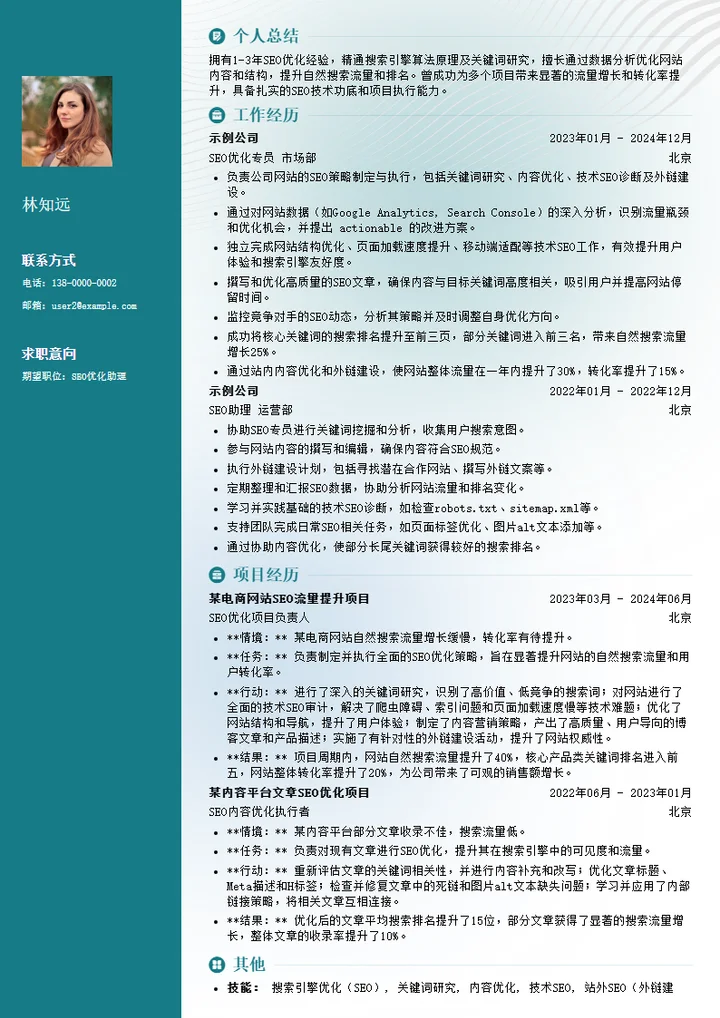 林知远
联系方式
电话：138-0000-0002
邮箱：user2@example.com
求职意向
期望职位：SEO优化助理
个人总结
拥有1-3年SEO优化经验，精通搜索引擎算法原理及关键词研究，擅长通过数据分析优化网站
内容和结构，提升自然搜索流量和排名。曾成功为多个项目带来显著的流量增长和转化率提
升，具备扎实的SEO技术功底和项目执行能力。
工作经历
示例公司 2023年01月 - 2024年12月
SEO优化专员 市场部 北京
• 负责公司网站的SEO策略制定与执行，包括关键词研究、内容优化、技术SEO诊断及外链建
设。
• 通过对网站数据（如Google Analytics, Search Console）的深入分析，识别流量瓶颈
和优化机会，并提出 actionable 的改进方案。
• 独立完成网站结构优化、页面加载速度提升、移动端适配等技术SEO工作，有效提升用户
体验和搜索引擎友好度。
• 撰写和优化高质量的SEO文章，确保内容与目标关键词高度相关，吸引用户并提高网站停
留时间。
• 监控竞争对手的SEO动态，分析其策略并及时调整自身优化方向。
• 成功将核心关键词的搜索排名提升至前三页，部分关键词进入前三名，带来自然搜索流量
增长25%。
• 通过站内内容优化和外链建设，使网站整体流量在一年内提升了30%，转化率提升了15%。
示例公司 2022年01月 - 2022年12月
SEO助理 运营部 北京
• 协助SEO专员进行关键词挖掘和分析，收集用户搜索意图。
• 参与网站内容的撰写和编辑，确保内容符合SEO规范。
• 执行外链建设计划，包括寻找潜在合作网站、撰写外链文案等。
• 定期整理和汇报SEO数据，协助分析网站流量和排名变化。
• 学习并实践基础的技术SEO诊断，如检查robots.txt、sitemap.xml等。
• 支持团队完成日常SEO相关任务，如页面标签优化、图片alt文本添加等。
• 通过协助内容优化，使部分长尾关键词获得较好的搜索排名。
项目经历
某电商网站SEO流量提升项目 2023年03月 - 2024年06月
SEO优化项目负责人 北京
• **情境：** 某电商网站自然搜索流量增长缓慢，转化率有待提升。
• **任务：** 负责制定并执行全面的SEO优化策略，旨在显著提升网站的自然搜索流量和用
户转化率。
• **行动：** 进行了深入的关键词研究，识别了高价值、低竞争的搜索词；对网站进行了
全面的技术SEO审计，解决了爬虫障碍、索引问题和页面加载速度慢等技术难题；优化了
网站结构和导航，提升了用户体验；制定了内容营销策略，产出了高质量、用户导向的博
客文章和产品描述；实施了有针对性的外链建设活动，提升了网站权威性。
• **结果：** 项目周期内，网站自然搜索流量提升了40%，核心产品类关键词排名进入前
五，网站整体转化率提升了20%，为公司带来了可观的销售额增长。
某内容平台文章SEO优化项目 2022年06月 - 2023年01月
SEO内容优化执行者 北京
• **情境：** 某内容平台部分文章收录不佳，搜索流量低。
• **任务：** 负责对现有文章进行SEO优化，提升其在搜索引擎中的可见度和流量。
• **行动：** 重新评估文章的关键词相关性，并进行内容补充和改写；优化文章标题、
Meta描述和H标签；检查并修复文章中的死链和图片alt文本缺失问题；学习并应用了内部
链接策略，将相关文章互相连接。
• **结果：** 优化后的文章平均搜索排名提升了15位，部分文章获得了显著的搜索流量增
长，整体文章的收录率提升了10%。
其他
• 技能： 搜索引擎优化（SEO）, 关键词研究, 内容优化, 技术SEO, 站外SEO（外链建